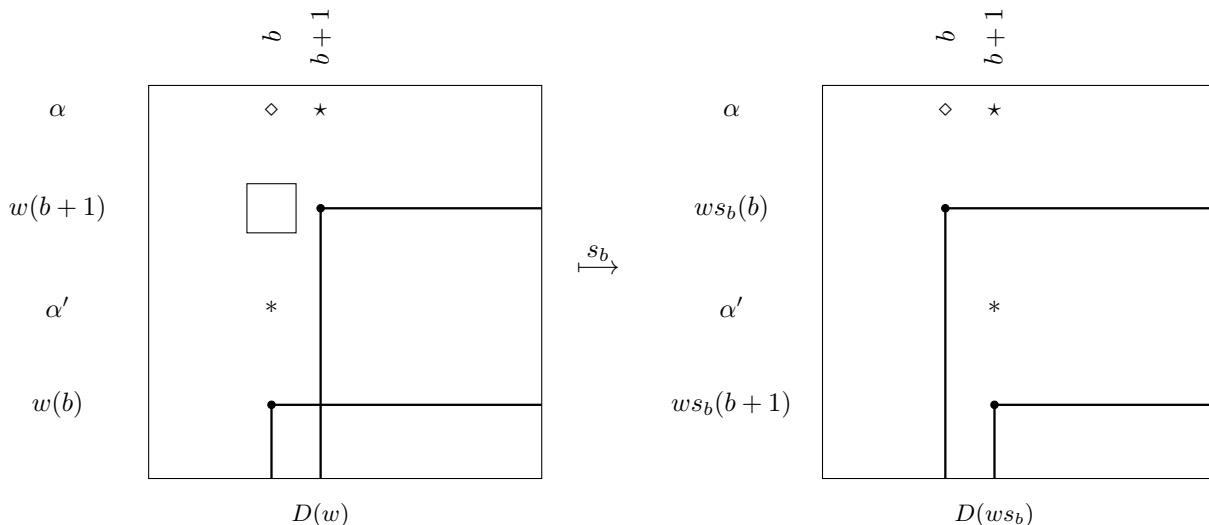 b b + 1 b b + 1
α ⋄ ⋆ α ⋄ ⋆
w(b + 1) ws_b(b)
s_b
α′ * α′ *
w(b) ws_b(b + 1)
D(w) D(ws_b)